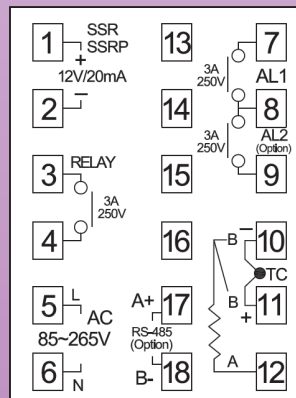 1
SSR
SSRP
+
12V/20mA
2
−
3
RELAY
3A
250V
4
5
L
AC
85~265V
6
N
13
14
15
16
A+
17
RS-485
(Option)
B-
18
7
3A
250V
AL1
8
3A
250V
AL2
(Option)
9
B
−
10
TC
B
11
+
A
12